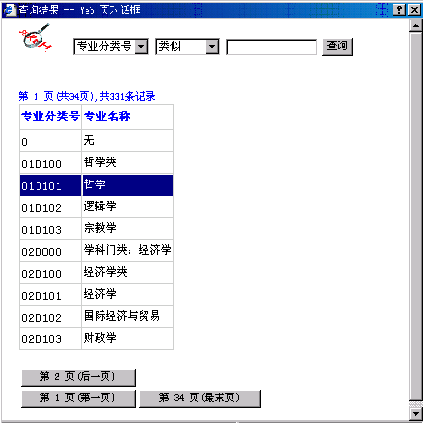 查询结果 -- Web 页对话框
专业分类号 类似 查询
第 1 页(共34页),共331条记录
专业分类号 专业名称
0 无
01D100 哲学类
01D101 哲学
01D102 逻辑学
01D103 宗教学
02D000 学科门类: 经济学
02D100 经济学类
02D101 经济学
02D102 国际经济与贸易
02D103 财政学
第 2 页(后一页)
第 1 页(第一页) 第 34 页(最末页)